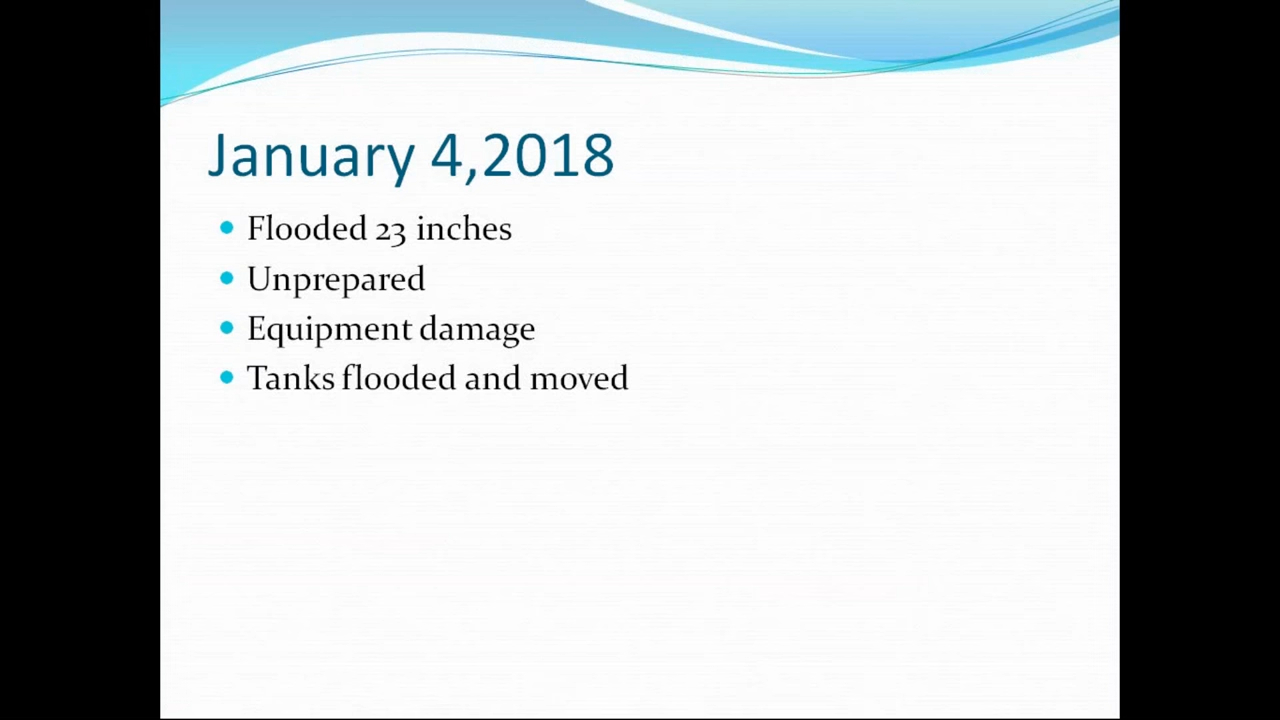 January 4,2018
Flooded 23 inches
Unprepared
Equipment damage
Tanks flooded and moved